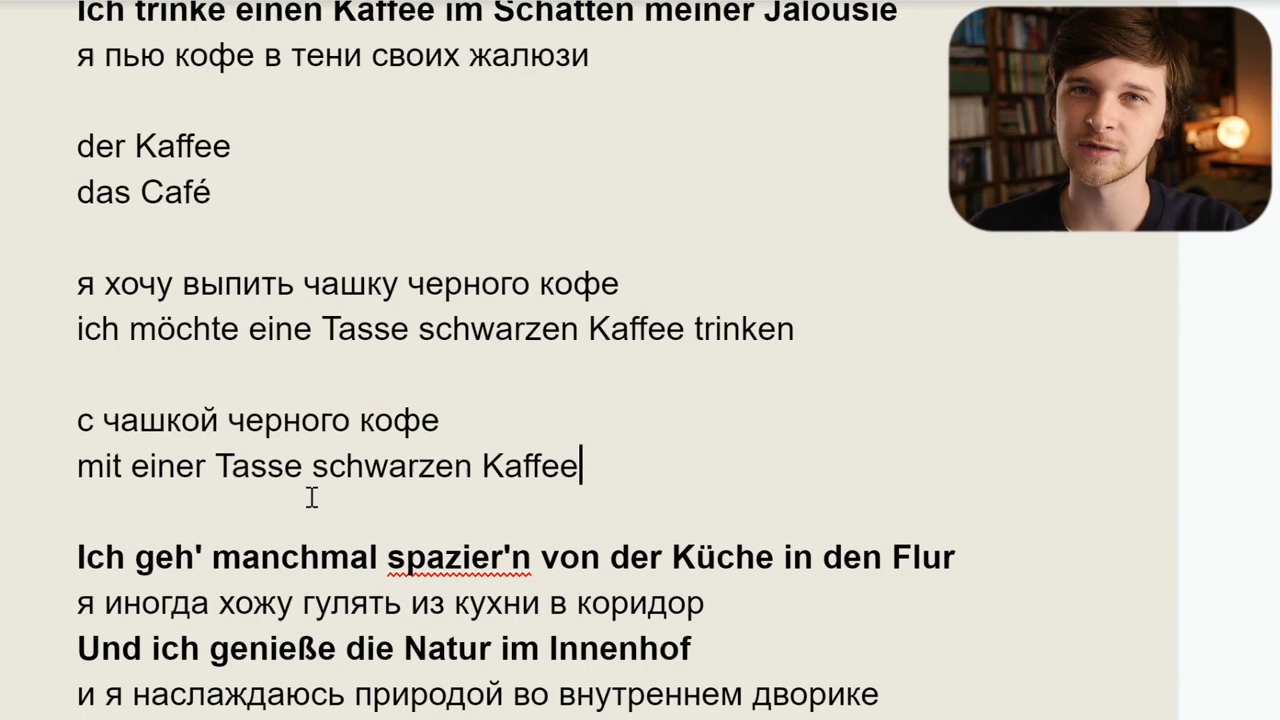 Ich trinke einen Kaffee im Schatten meiner Jalousie
я пью кофе в тени своих жалюзи
der Kaffee
das Café
я хочу выпить чашку черного кофе
ich möchte eine Tasse schwarzen Kaffee trinken
с чашкой черного кофе
mit einer Tasse schwarzen Kaffee
Ich geh' manchmal spazier'n von der Küche in den Flur
я иногда хожу гулять из кухни в коридор
Und ich genieße die Natur im Innenhof
и я наслаждаюсь природой во внутреннем дворике